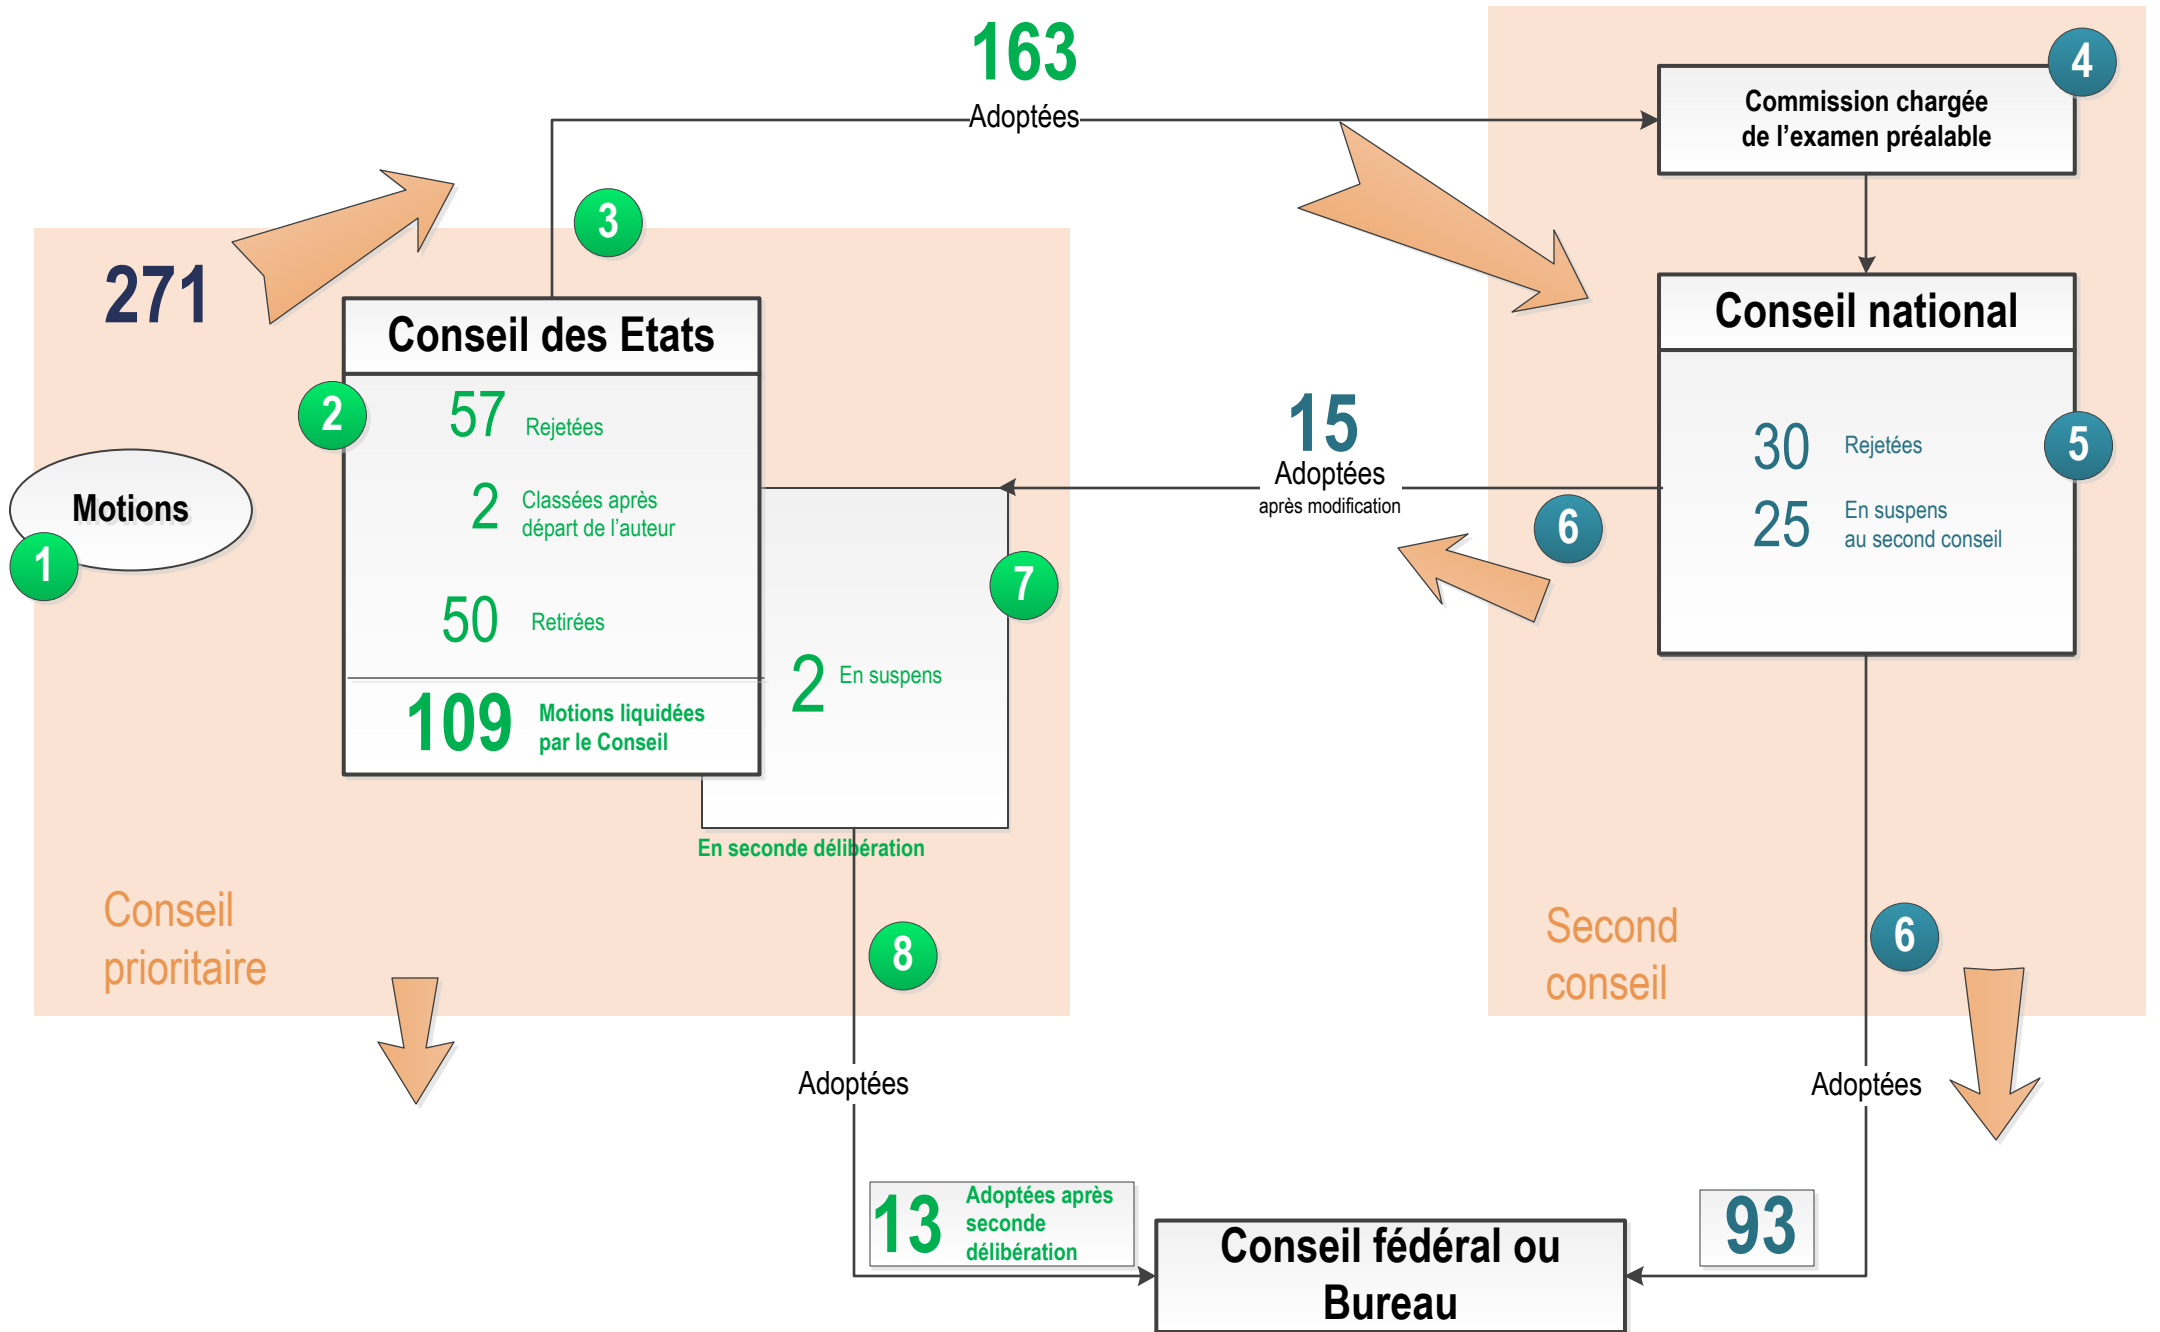 163
Adoptées
4
Commission chargée
de l'examen préalable
3
271
Conseil des Etats
2
57 Rejetées
2 Classées après
départ de l'auteur
50 Retirées
109 Motions liquidées
par le Conseil
Motions
1
7
2 En suspens
En seconde délibération
15
Adoptées
après modification
6
Conseil national
5
30 Rejetées
25 En suspens
au second conseil
Conseil
prioritaire
8
Second
conseil
6
Adoptées
Adoptées
13 Adoptées après
seconde
délibération
93
Conseil fédéral ou
Bureau